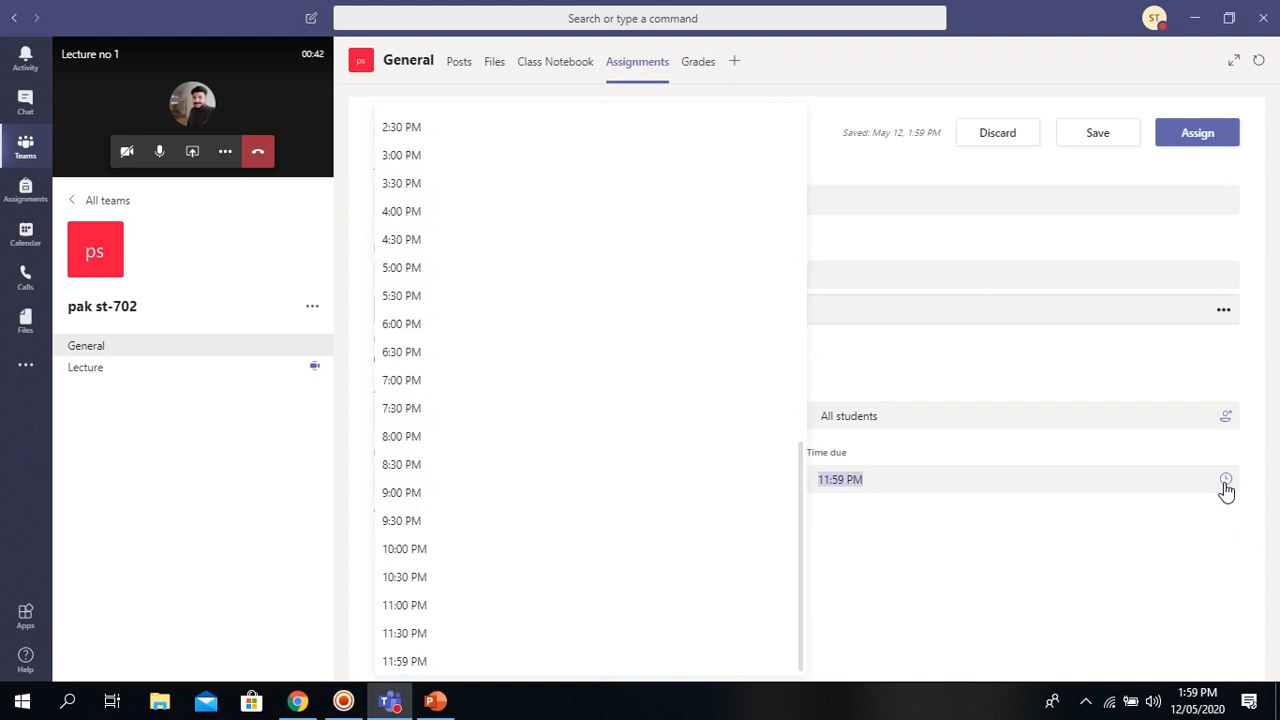 Search or type a command
ST
Activity
Chat
Teams
Assignments
Calendar
Calls
Files
Apps
Help
Lecture no 1
00:42
All teams
ps
pak st-702
General
Lecture
ps
General
Posts
Files
Class Notebook
Assignments
Grades
Saved: May 12, 1:59 PM
Discard
Save
Assign
2:30 PM
3:00 PM
3:30 PM
4:00 PM
4:30 PM
5:00 PM
5:30 PM
6:00 PM
6:30 PM
7:00 PM
7:30 PM
8:00 PM
8:30 PM
9:00 PM
9:30 PM
10:00 PM
10:30 PM
11:00 PM
11:30 PM
11:59 PM
All students
Time due
11:59 PM
1:59 PM
12/05/2020